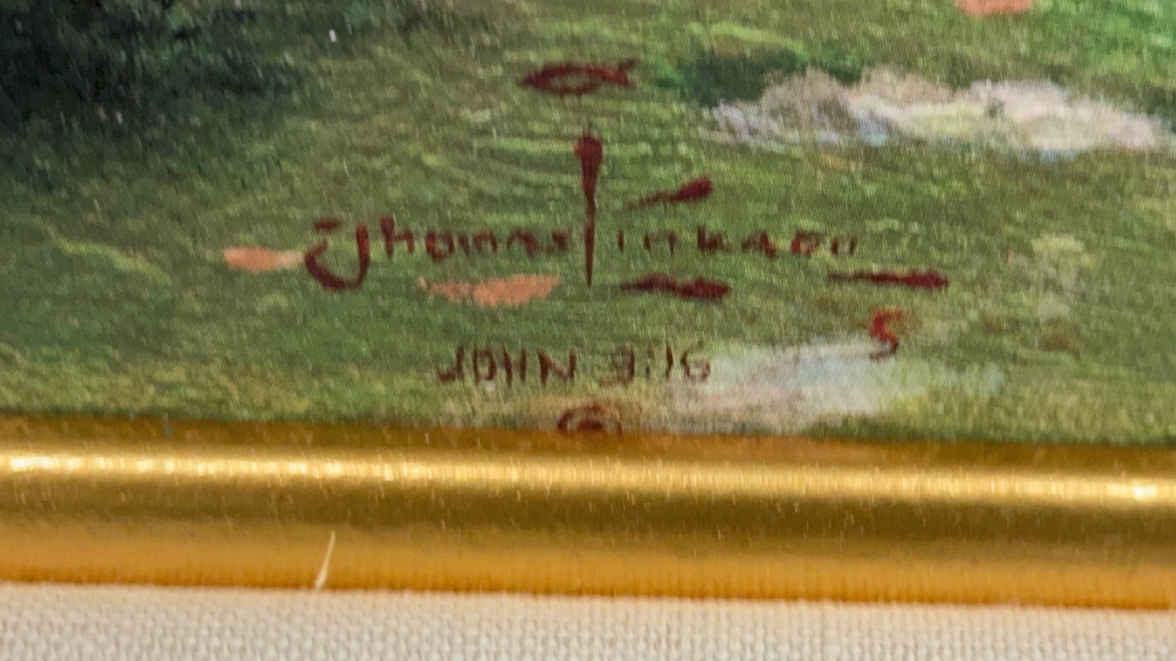 Thomas Kinkade
S
JOHN 3:16
©